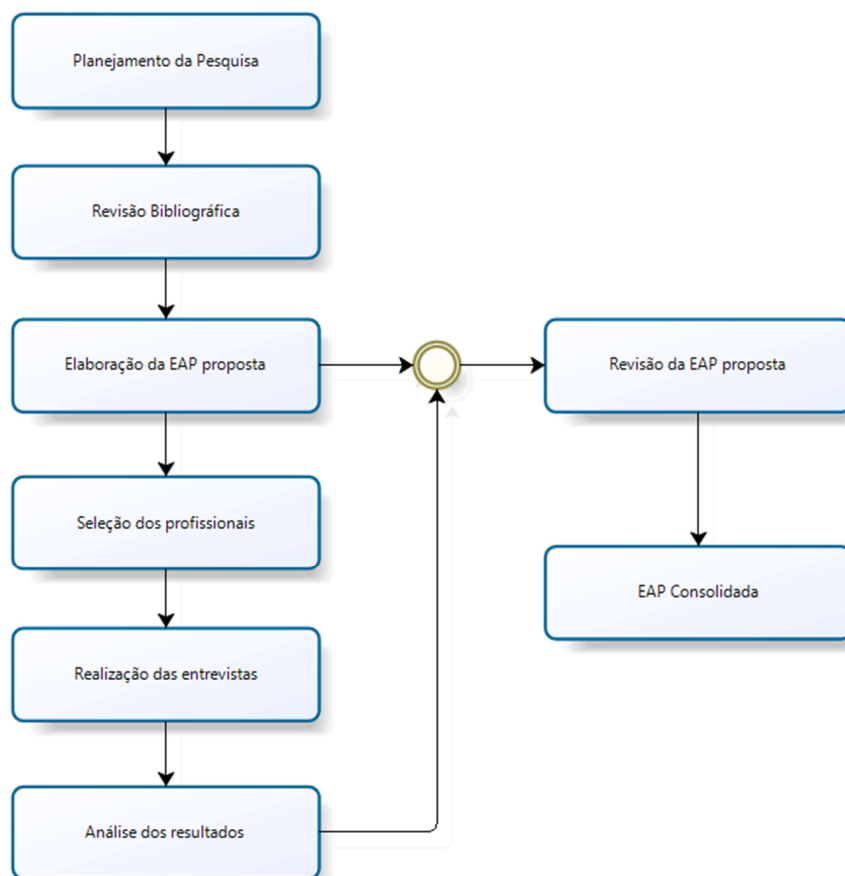 Planejamento da Pesquisa
Revisão Bibliográfica
Elaboração da EAP proposta
Revisão da EAP proposta
Seleção dos profissionais
EAP Consolidada
Realização das entrevistas
Análise dos resultados